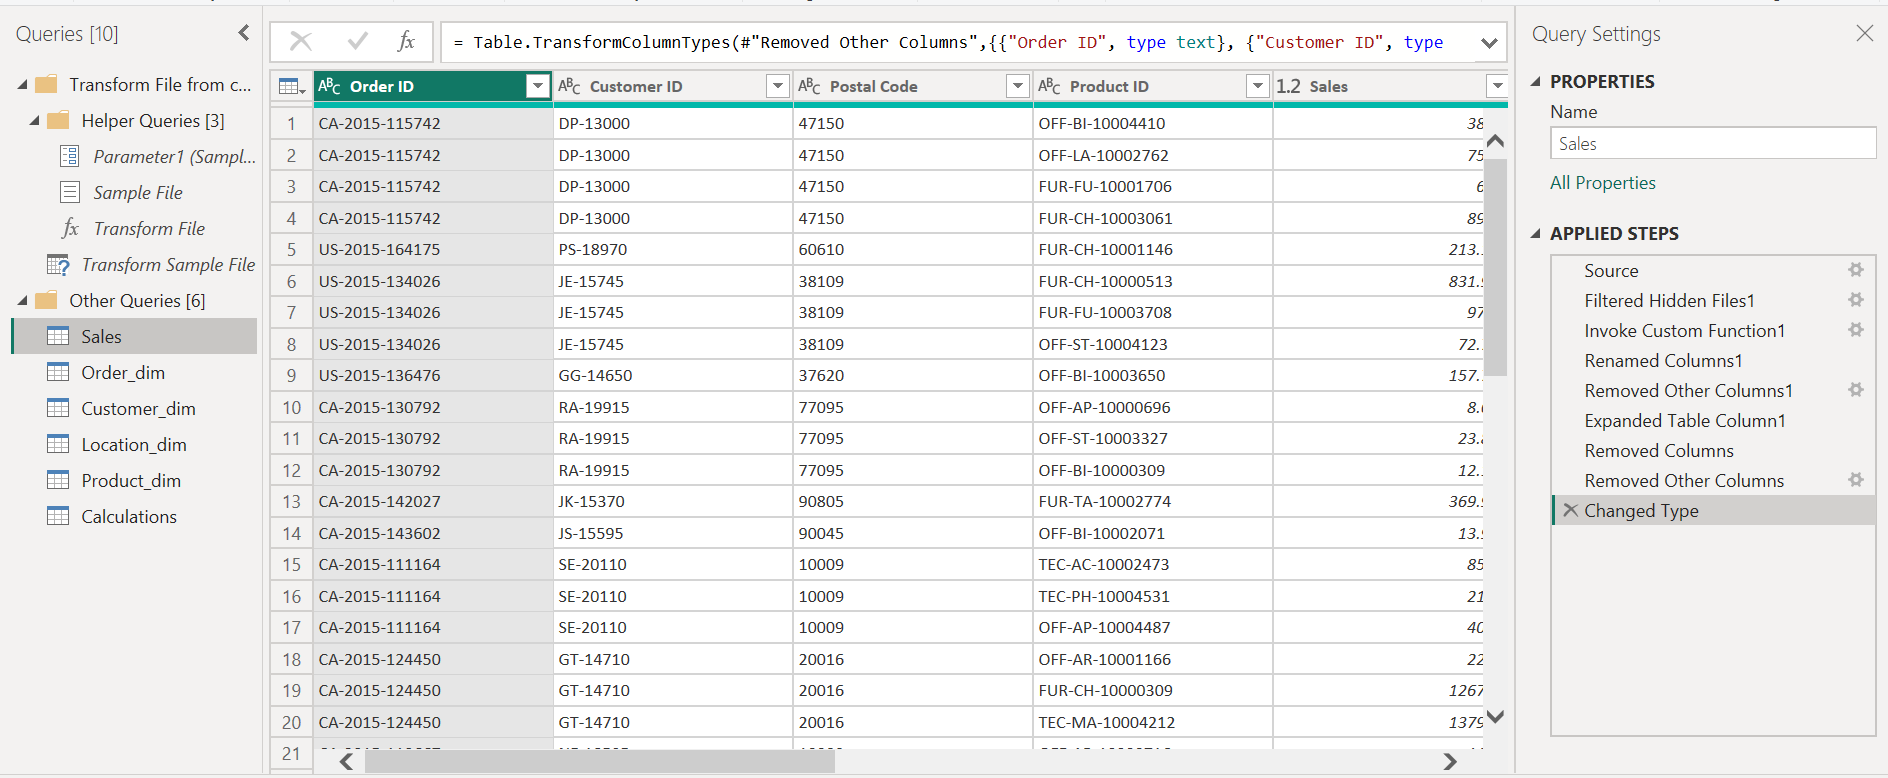 Queries [10]
Transform File from c...
Helper Queries [3]
Parameter1 (Sampl...
Sample File
fx Transform File
Transform Sample File
Other Queries [6]
Sales
Order_dim
Customer_dim
Location_dim
Product_dim
Calculations
fx = Table.TransformColumnTypes(#"Removed Other Columns",{{"Order ID", type text}, {"Customer ID", type
ABC Order ID ABC Customer ID ABC Postal Code ABC Product ID 1.2 Sales
1 CA-2015-115742 DP-13000 47150 OFF-BI-10004410 38
2 CA-2015-115742 DP-13000 47150 OFF-LA-10002762 75
3 CA-2015-115742 DP-13000 47150 FUR-FU-10001706 6
4 CA-2015-115742 DP-13000 47150 FUR-CH-10003061 89
5 US-2015-164175 PS-18970 60610 FUR-CH-10001146 213.
6 US-2015-134026 JE-15745 38109 FUR-CH-10000513 831.
7 US-2015-134026 JE-15745 38109 FUR-FU-10003708 97
8 US-2015-134026 JE-15745 38109 OFF-ST-10004123 72.
9 US-2015-136476 GG-14650 37620 OFF-BI-10003650 157.
10 CA-2015-130792 RA-19915 77095 OFF-AP-10000696 8.
11 CA-2015-130792 RA-19915 77095 OFF-ST-10003327 23.
12 CA-2015-130792 RA-19915 77095 OFF-BI-10000309 12.
13 CA-2015-142027 JK-15370 90805 FUR-TA-10002774 369.
14 CA-2015-143602 JS-15595 90045 OFF-BI-10002071 13.
15 CA-2015-111164 SE-20110 10009 TEC-AC-10002473 85
16 CA-2015-111164 SE-20110 10009 TEC-PH-10004531 21
17 CA-2015-111164 SE-20110 10009 OFF-AP-10004487 40
18 CA-2015-124450 GT-14710 20016 OFF-AR-10001166 22
19 CA-2015-124450 GT-14710 20016 FUR-CH-10000309 1267
20 CA-2015-124450 GT-14710 20016 TEC-MA-10004212 1379
21
Query Settings
PROPERTIES
Name
Sales
All Properties
APPLIED STEPS
Source
Filtered Hidden Files1
Invoke Custom Function1
Renamed Columns1
Removed Other Columns1
Expanded Table Column1
Removed Columns
Removed Other Columns
Changed Type